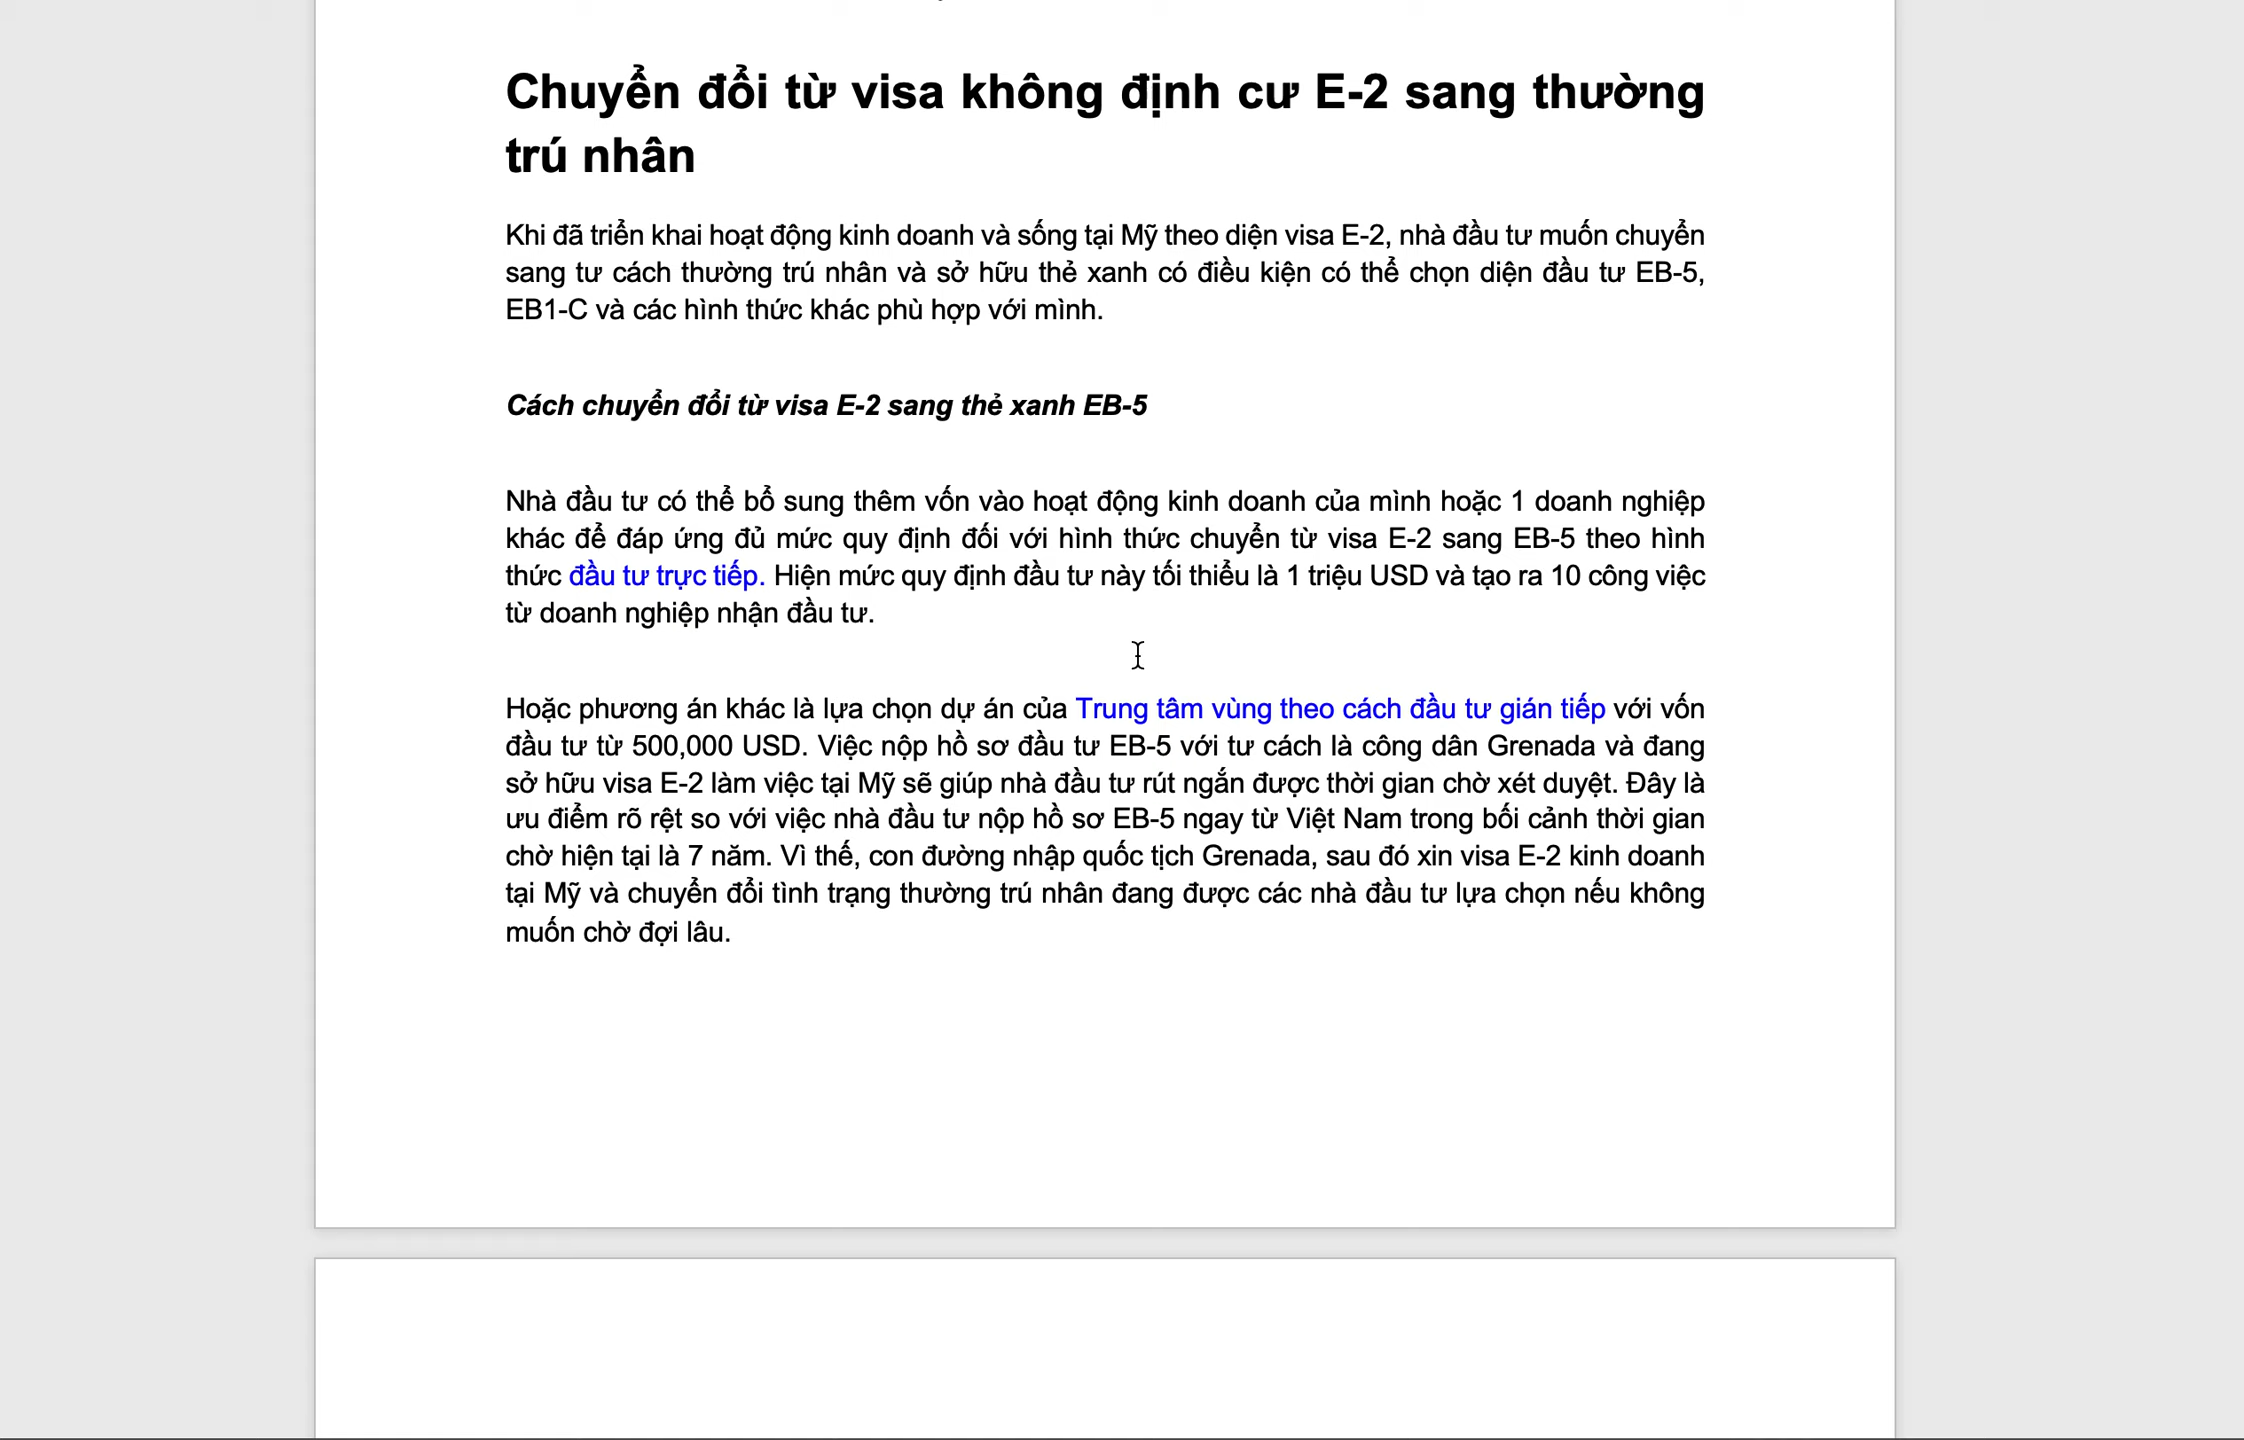 Chuyển đổi từ visa không định cư E-2 sang thường
trú nhân
Khi đã triển khai hoạt động kinh doanh và sống tại Mỹ theo diện visa E-2, nhà đầu tư muốn chuyển
sang tư cách thường trú nhân và sở hữu thẻ xanh có điều kiện có thể chọn diện đầu tư EB-5,
EB1-C và các hình thức khác phù hợp với mình.
Cách chuyển đổi từ visa E-2 sang thẻ xanh EB-5
Nhà đầu tư có thể bổ sung thêm vốn vào hoạt động kinh doanh của mình hoặc 1 doanh nghiệp
khác để đáp ứng đủ mức quy định đối với hình thức chuyển từ visa E-2 sang EB-5 theo hình
thức đầu tư trực tiếp. Hiện mức quy định đầu tư này tối thiểu là 1 triệu USD và tạo ra 10 công việc
từ doanh nghiệp nhận đầu tư.
Hoặc phương án khác là lựa chọn dự án của Trung tâm vùng theo cách đầu tư gián tiếp với vốn
đầu tư từ 500,000 USD. Việc nộp hồ sơ đầu tư EB-5 với tư cách là công dân Grenada và đang
sở hữu visa E-2 làm việc tại Mỹ sẽ giúp nhà đầu tư rút ngắn được thời gian chờ xét duyệt. Đây là
ưu điểm rõ rệt so với việc nhà đầu tư nộp hồ sơ EB-5 ngay từ Việt Nam trong bối cảnh thời gian
chờ hiện tại là 7 năm. Vì thế, con đường nhập quốc tịch Grenada, sau đó xin visa E-2 kinh doanh
tại Mỹ và chuyển đổi tình trạng thường trú nhân đang được các nhà đầu tư lựa chọn nếu không
muốn chờ đợi lâu.